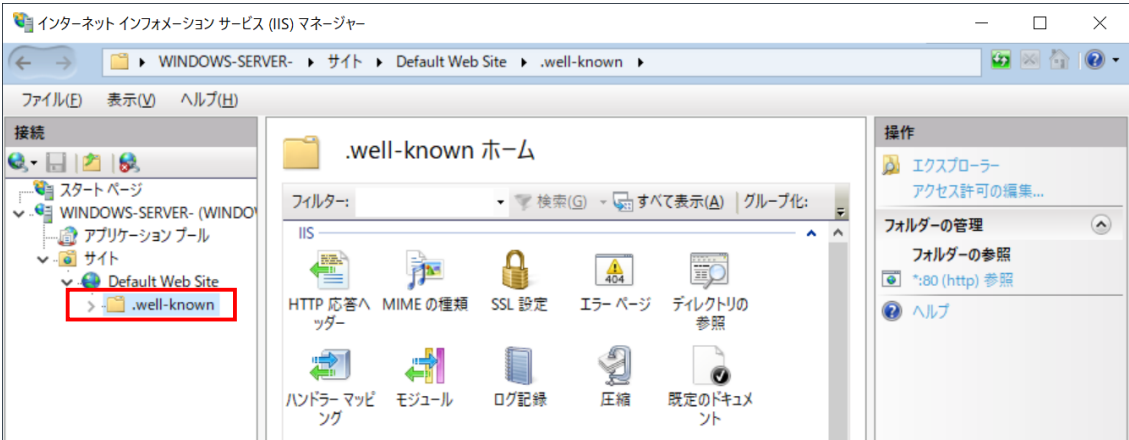 インターネット インフォメーション サービス (IIS) マネージャー
WINDOWS-SERVER- サイト Default Web Site .well-known
ファイル(F) 表示(V) ヘルプ(H)
接続
スタート ページ
WINDOWS-SERVER- (WINDO
アプリケーション プール
サイト
Default Web Site
.well-known
.well-known ホーム
フィルター: 検索(G) すべて表示(A) グループ化:
IIS
HTTP 応答ヘ
ッダー
MIME の種類
SSL 設定
404
エラー ページ
ディレクトリの
参照
ハンドラー マッピ
ング
モジュール
ログ記録
圧縮
既定のドキュメ
ント
操作
エクスプローラー
アクセス許可の編集...
フォルダーの管理
フォルダーの参照
*:80 (http) 参照
ヘルプ